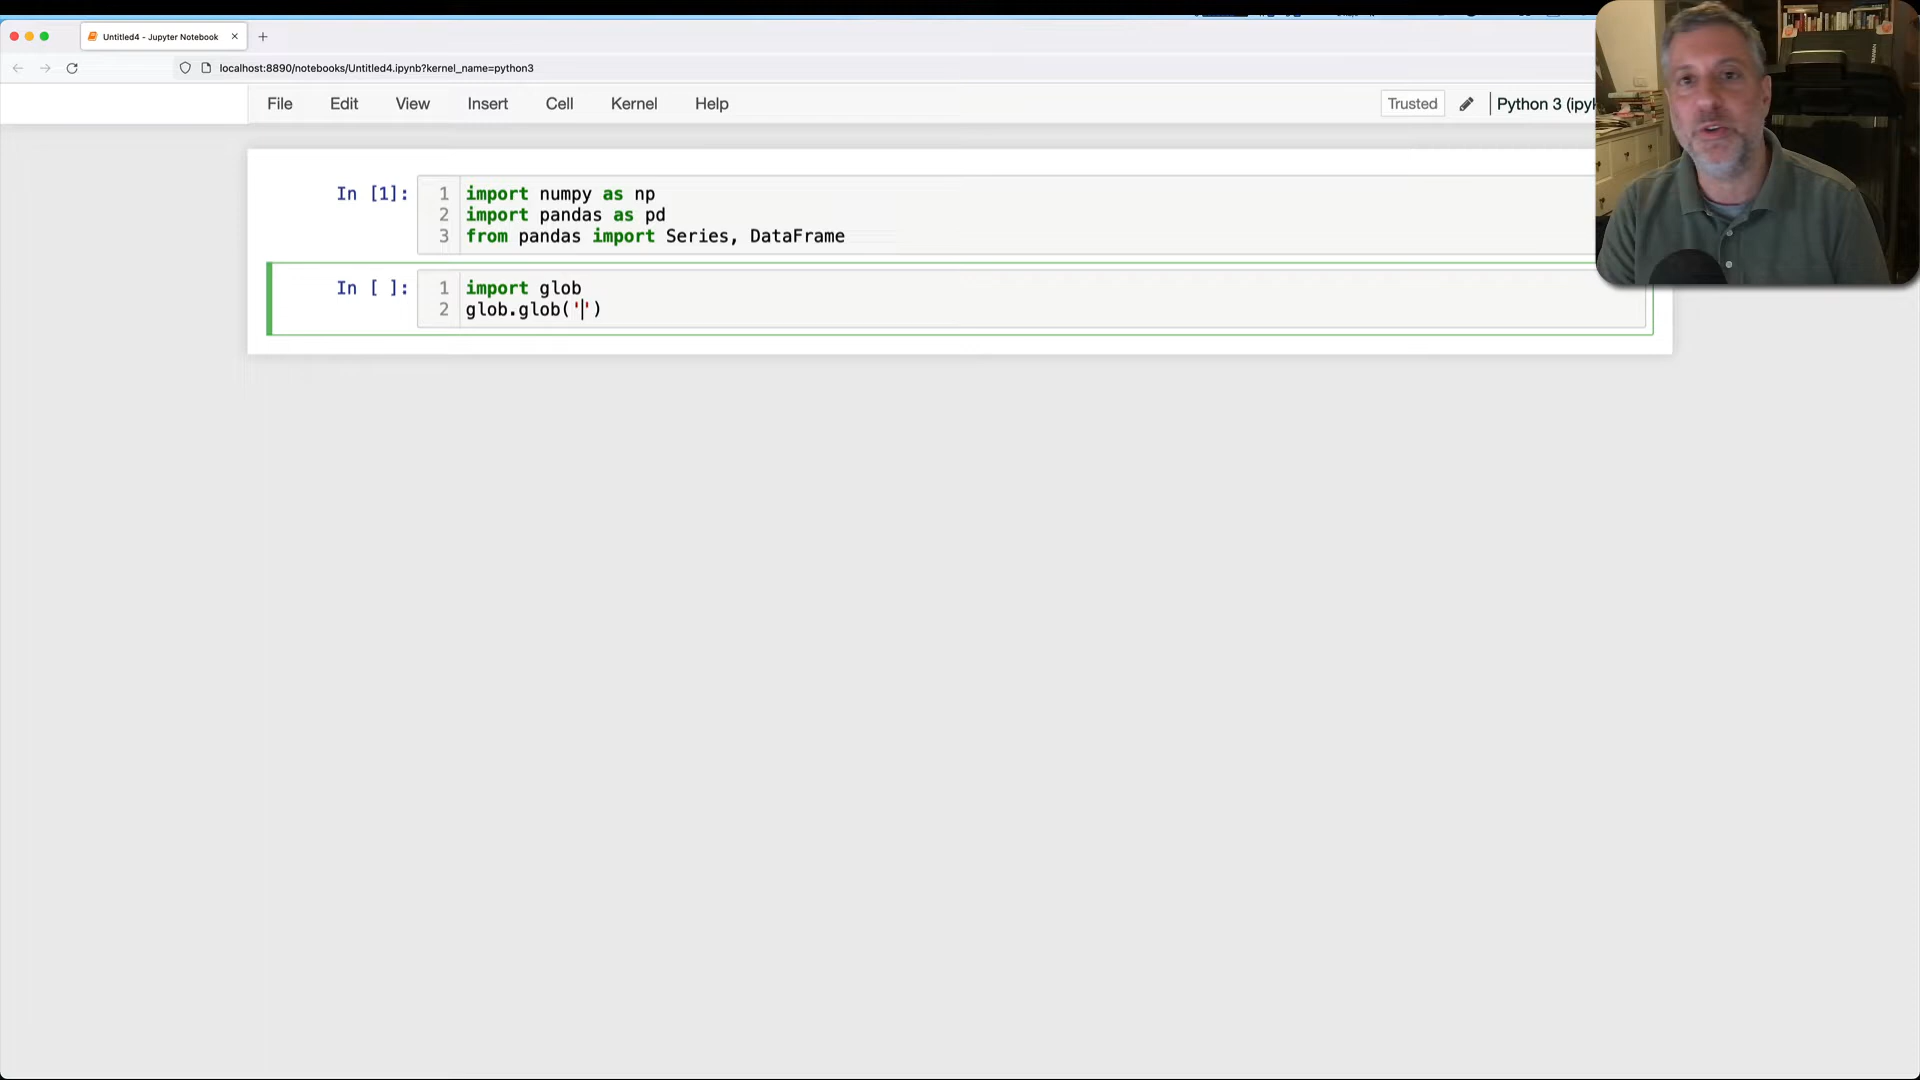 Untitled4 - Jupyter Notebook
localhost:8890/notebooks/Untitled4.ipynb?kernel_name=python3
File Edit View Insert Cell Kernel Help Trusted Python 3 (ipyk
In [1]:
1 import numpy as np
2 import pandas as pd
3 from pandas import Series, DataFrame
In [ ]:
1 import glob
2 glob.glob('')